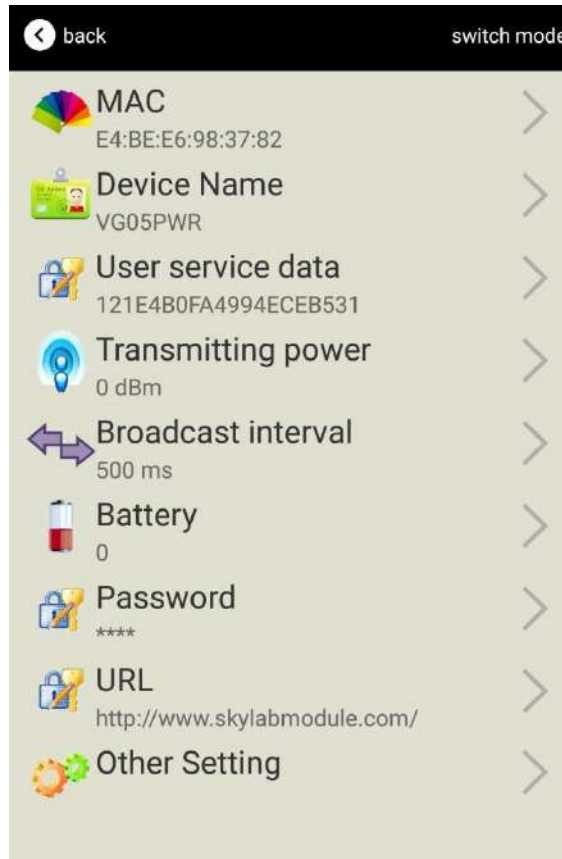 back
switch mode
MAC
E4:BE:E6:98:37:82
Device Name
VG05PWR
User service data
121E4B0FA4994ECEB531
Transmitting power
0 dBm
Broadcast interval
500 ms
Battery
0
Password
****
URL
http://www.skylabmodule.com/
Other Setting